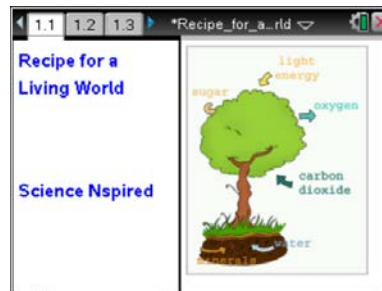 1.1 1.2 1.3 *Recipe_for_a…rld
Recipe for a
Living World
Science Nspired
light
energy
sugar
oxygen
carbon
dioxide
water
minerals